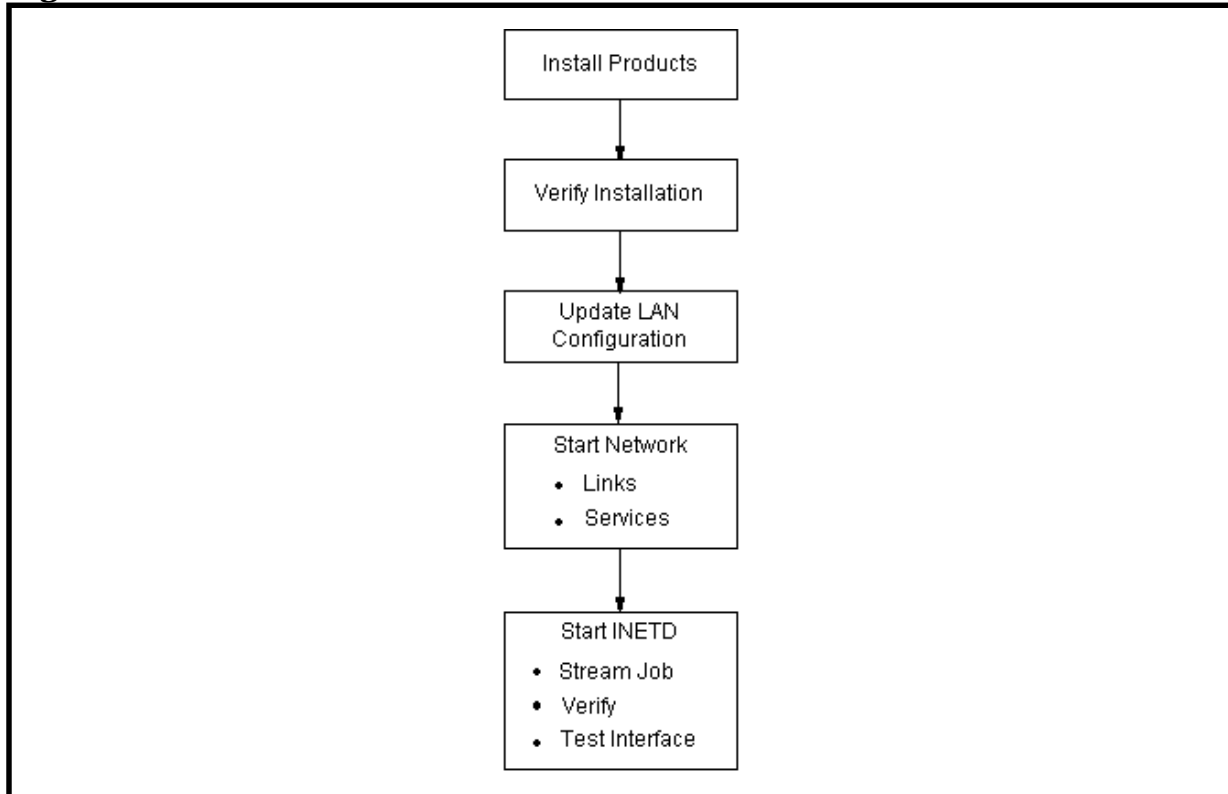 Install Products
Verify Installation
Update LAN
Configuration
Start Network
• Links
• Services
Start INETD
• Stream Job
• Verify
• Test Interface